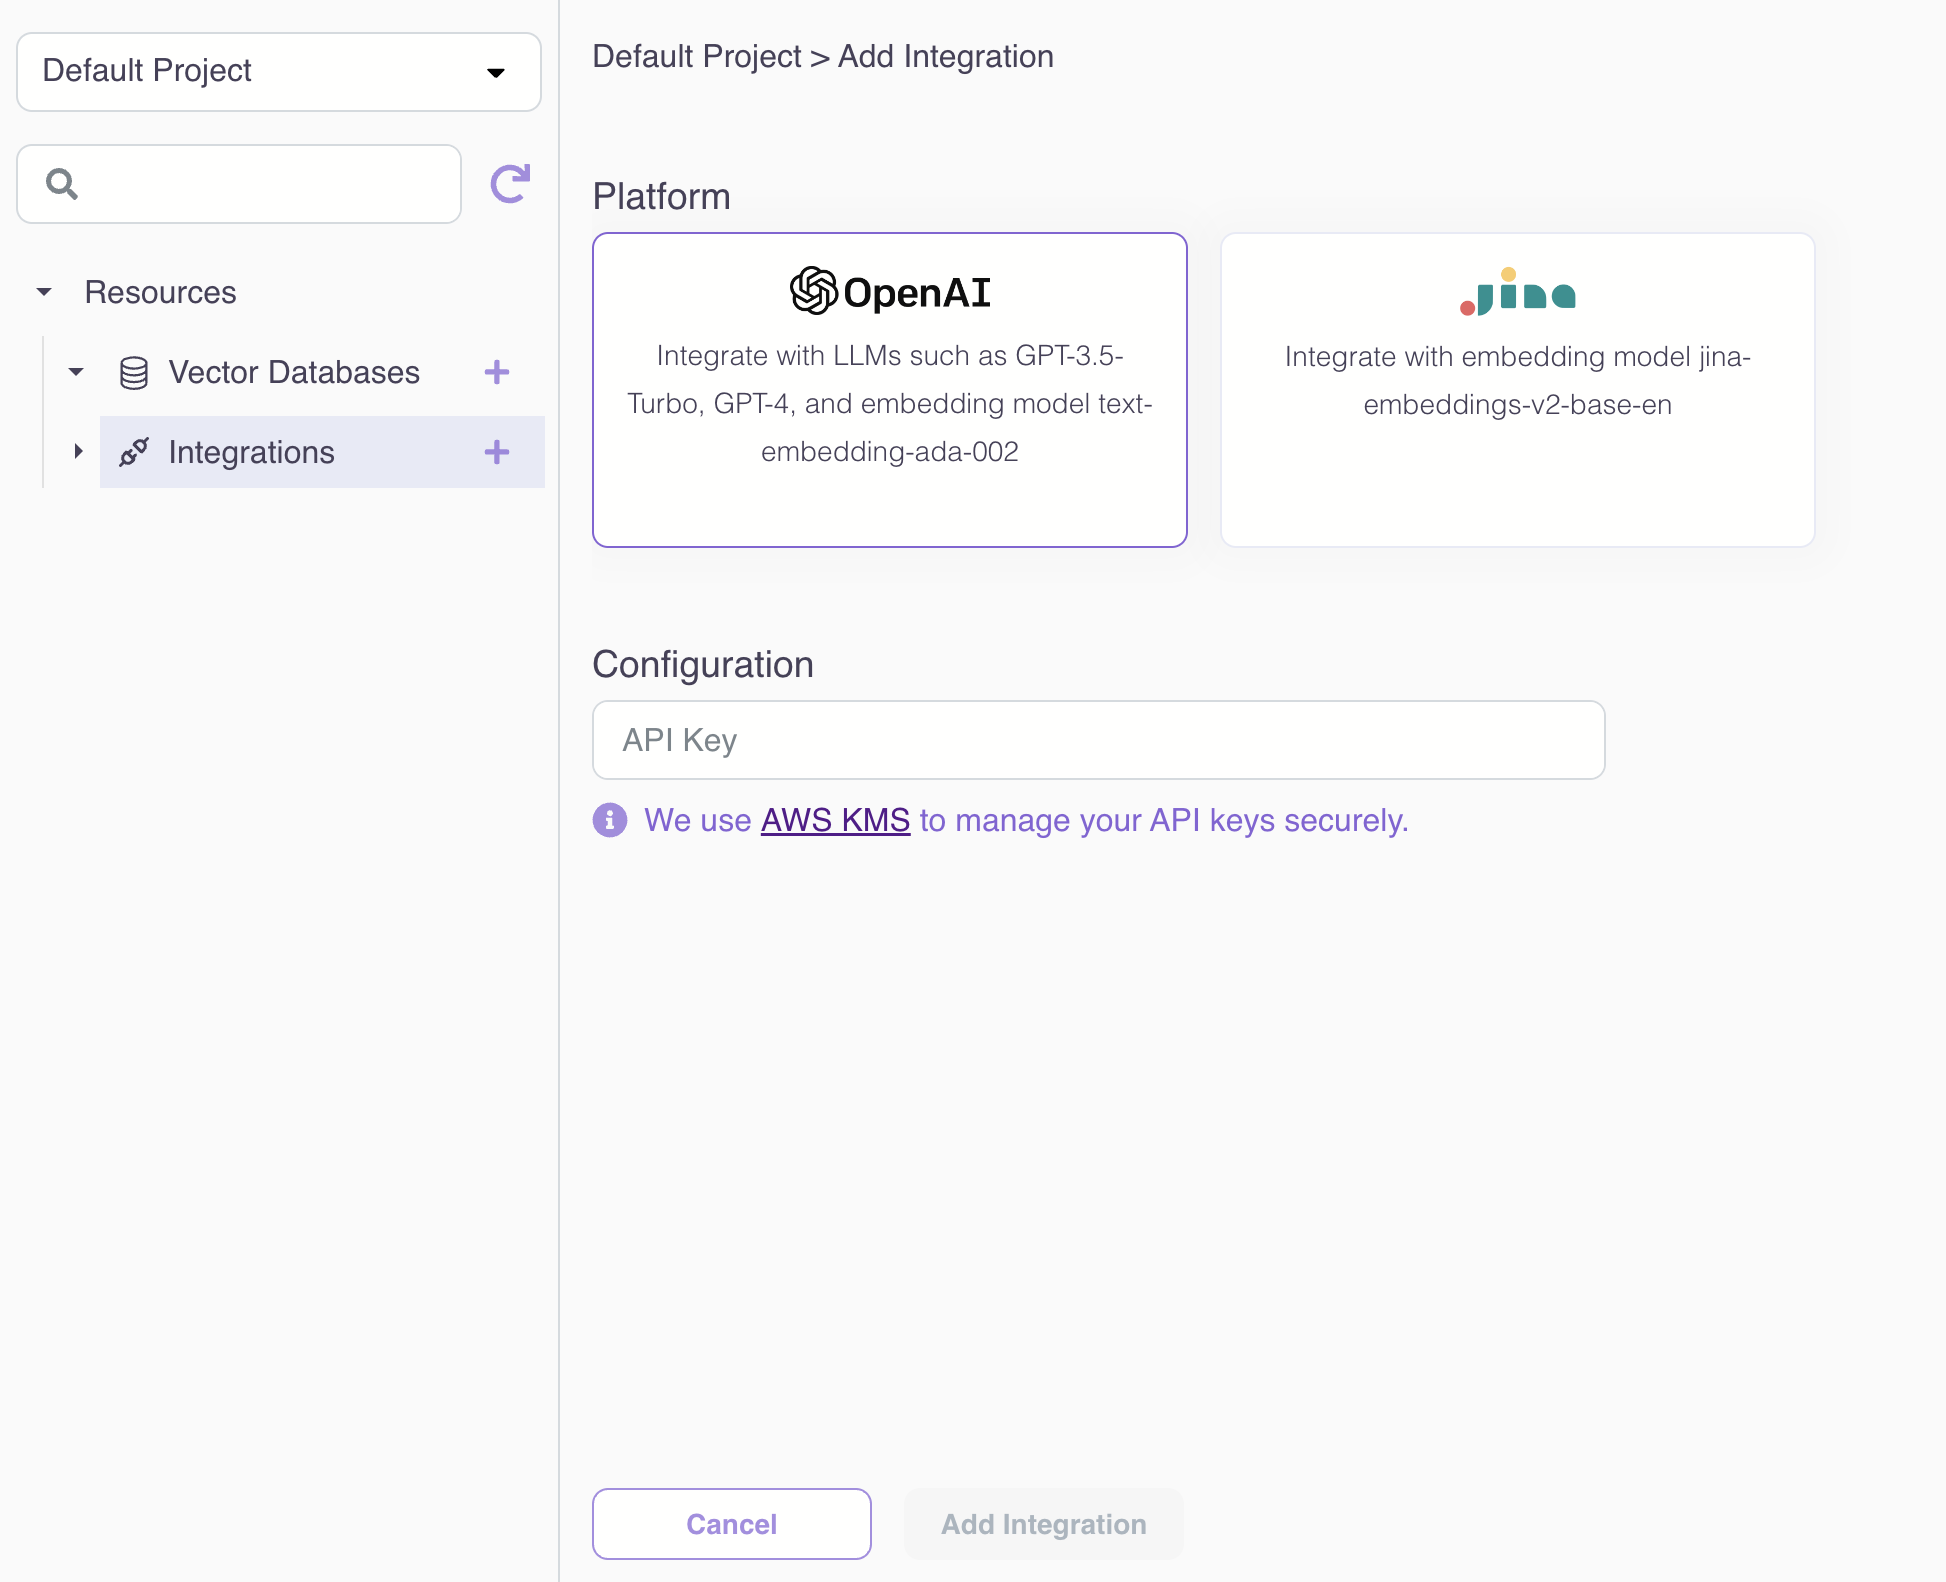 Default Project
Resources
Vector Databases
Integrations
Default Project > Add Integration
Platform
OpenAI
Integrate with LLMs such as GPT-3.5-
Turbo, GPT-4, and embedding model text-
embedding-ada-002
jina
Integrate with embedding model jina-
embeddings-v2-base-en
Configuration
API Key
We use AWS KMS to manage your API keys securely.
Cancel
Add Integration